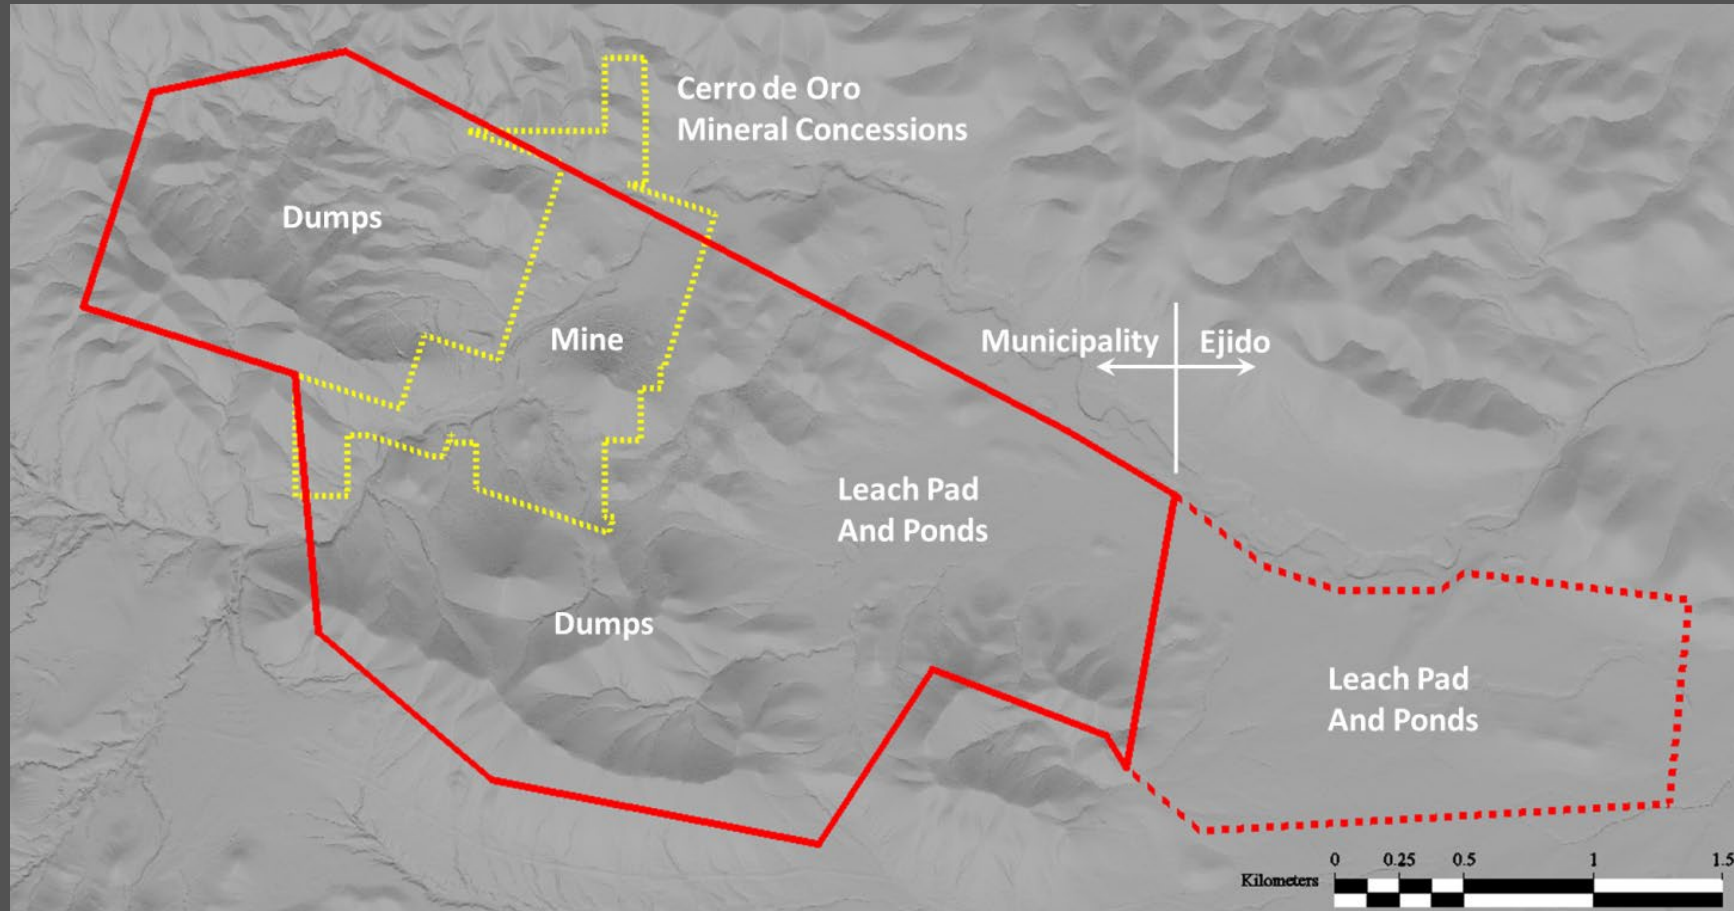 Cerro de Oro
Mineral Concessions
Dumps
Mine
Municipality
Ejido
Leach Pad
And Ponds
Dumps
Leach Pad
And Ponds
0 0.25 0.5 1 1.5
Kilometers